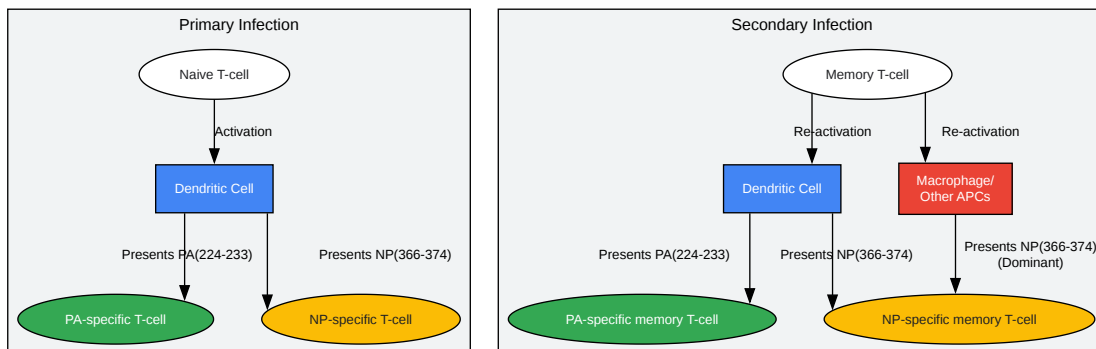 Primary Infection
Naive T-cell
Activation
Dendritic Cell
Presents PA(224-233)
Presents NP(366-374)
PA-specific T-cell
NP-specific T-cell
Secondary Infection
Memory T-cell
Re-activation
Re-activation
Dendritic Cell
Macrophage/
Other APCs
Presents PA(224-233)
Presents NP(366-374)
Presents NP(366-374)
(Dominant)
PA-specific memory T-cell
NP-specific memory T-cell